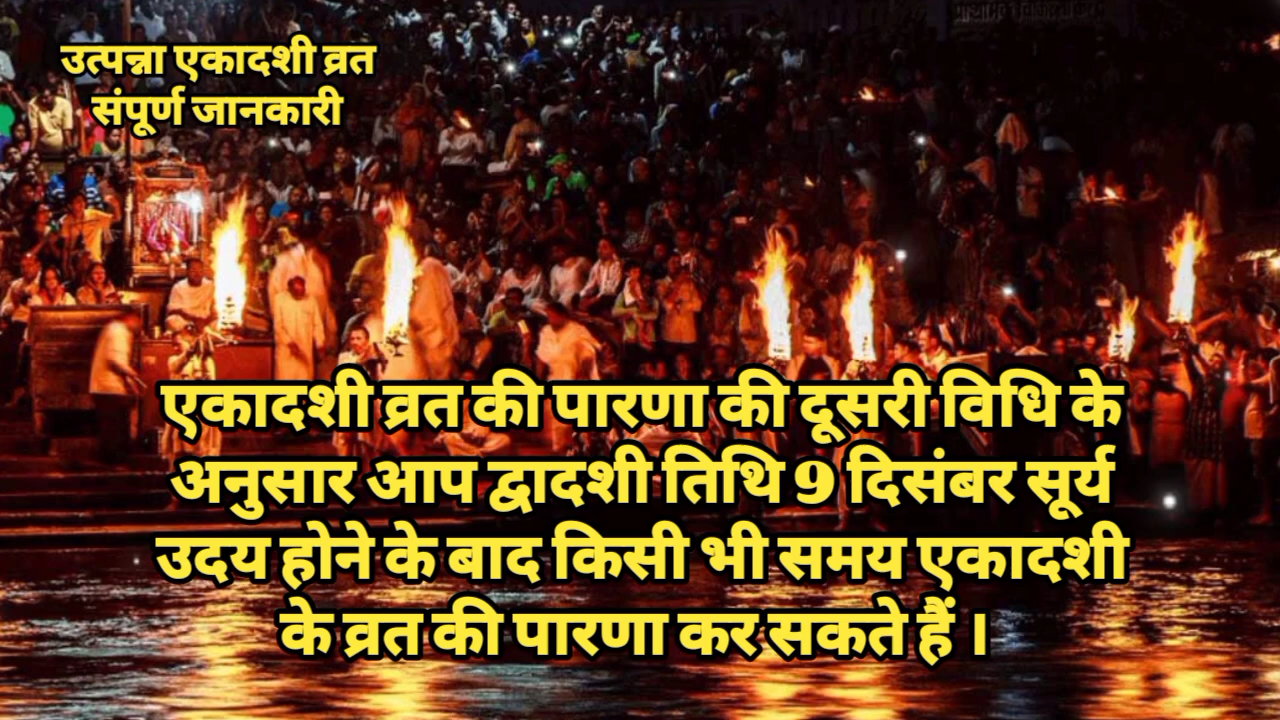 उत्पन्ना एकादशी व्रत
संपूर्ण जानकारी
एकादशी व्रत की पारणा की दूसरी विधि के
अनुसार आप द्वादशी तिथि 9 दिसंबर सूर्य
उदय होने के बाद किसी भी समय एकादशी
के व्रत की पारणा कर सकते हैं ।